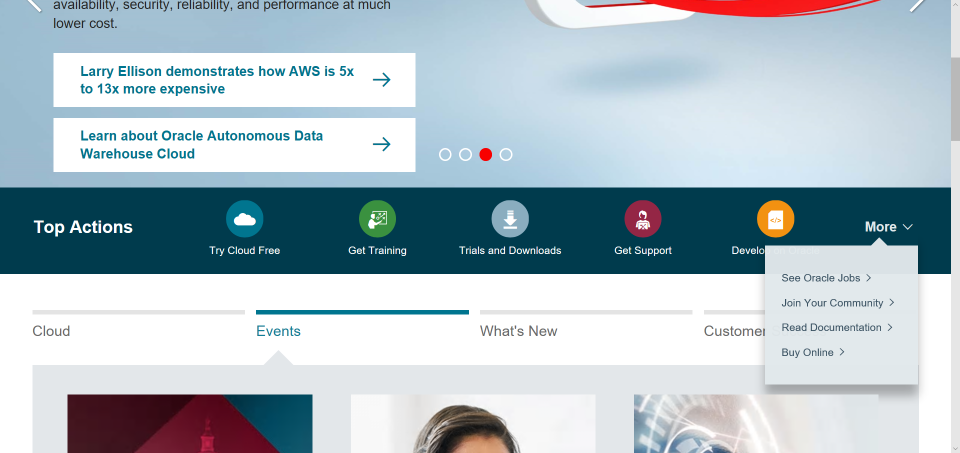 availability, security, reliability, and performance at much
lower cost.
Larry Ellison demonstrates how AWS is 5x
to 13x more expensive
Learn about Oracle Autonomous Data
Warehouse Cloud
Top Actions
Try Cloud Free
Get Training
Trials and Downloads
Get Support
More
See Oracle Jobs
Join Your Community
Read Documentation
Buy Online
Cloud
Events
What's New
Customer